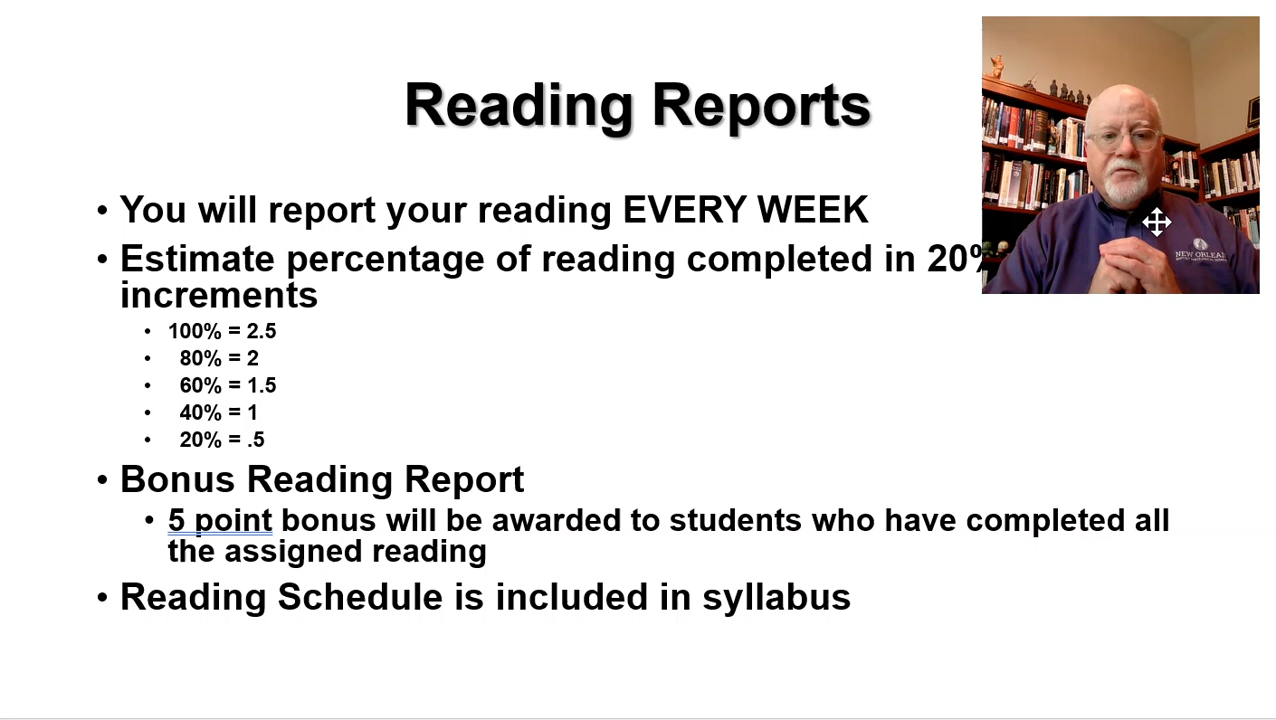 Reading Reports
• You will report your reading EVERY WEEK
• Estimate percentage of reading completed in 20%
increments
• 100% = 2.5
• 80% = 2
• 60% = 1.5
• 40% = 1
• 20% = .5
• Bonus Reading Report
• 5 point bonus will be awarded to students who have completed all
the assigned reading
• Reading Schedule is included in syllabus
NEW ORLEANS